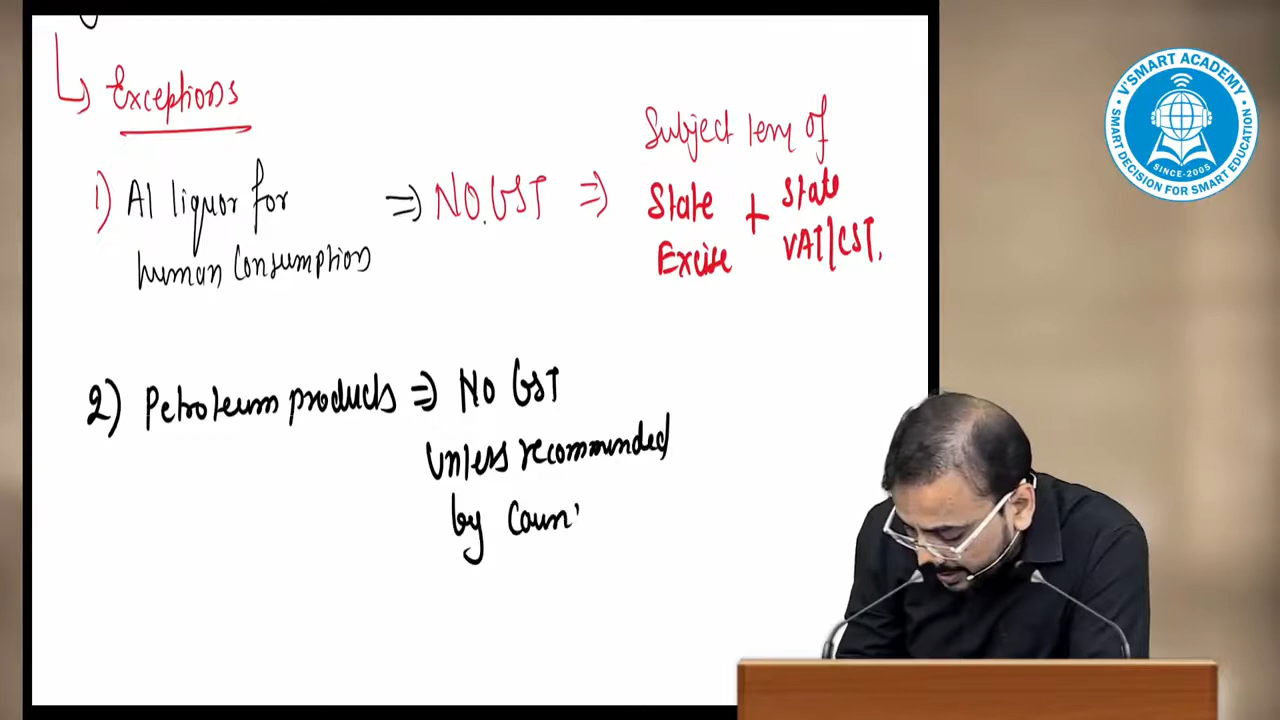 Exceptions
1) Al liquor for
human Consumption
⇒ NO.GST ⇒
Subject levy of
State + State
Excise VAT/CST.
2) Petroleum products ⇒ NO GST
unless recommended
by Coun
V'SMART ACADEMY
SINCE-2005
SMART DECISION FOR SMART EDUCATION